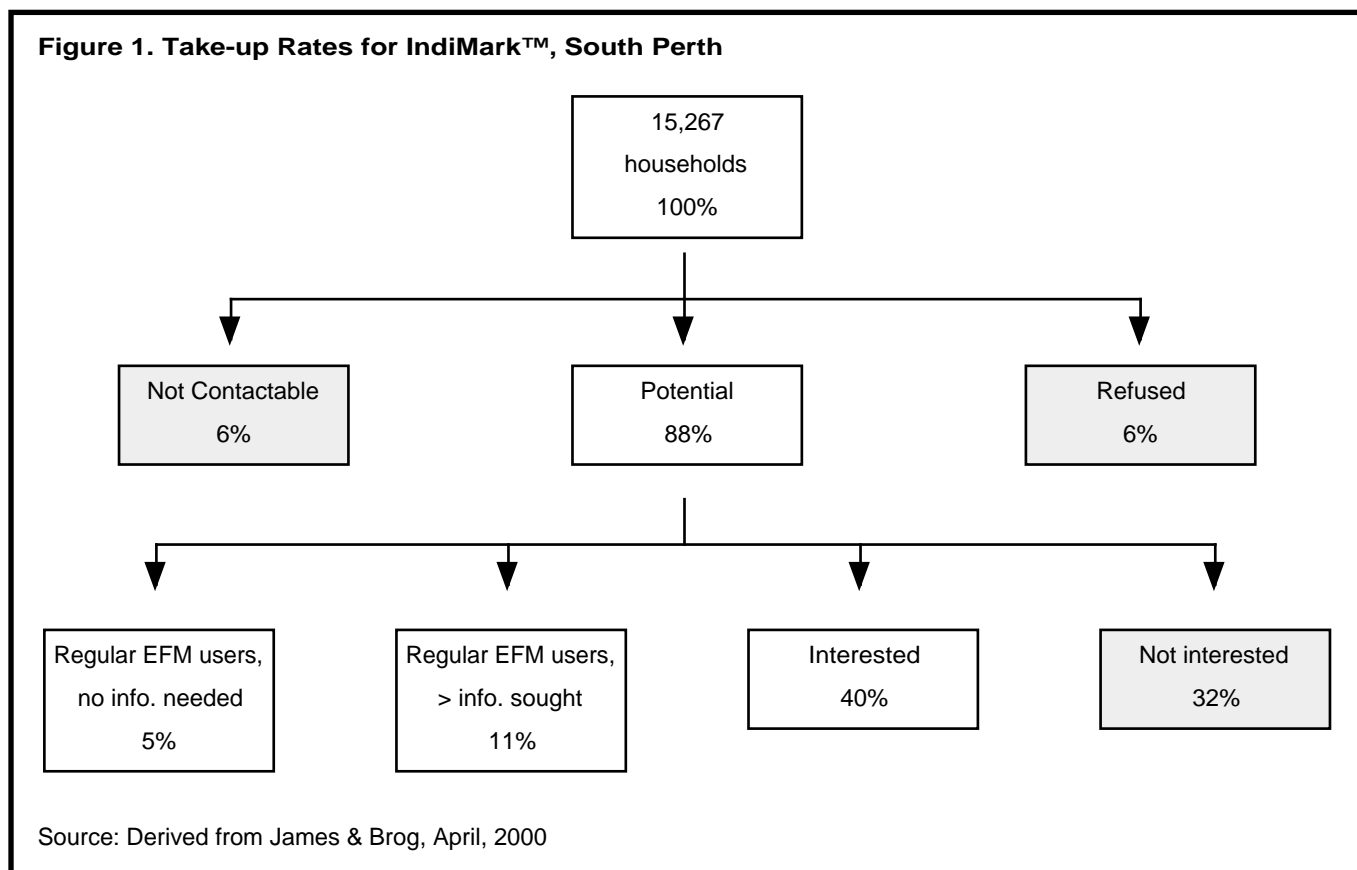 Figure 1. Take-up Rates for IndiMark™, South Perth
15,267
households
100%
Not Contactable
6%
Potential
88%
Refused
6%
Regular EFM users,
no info. needed
5%
Regular EFM users,
> info. sought
11%
Interested
40%
Not interested
32%
Source: Derived from James & Brog, April, 2000